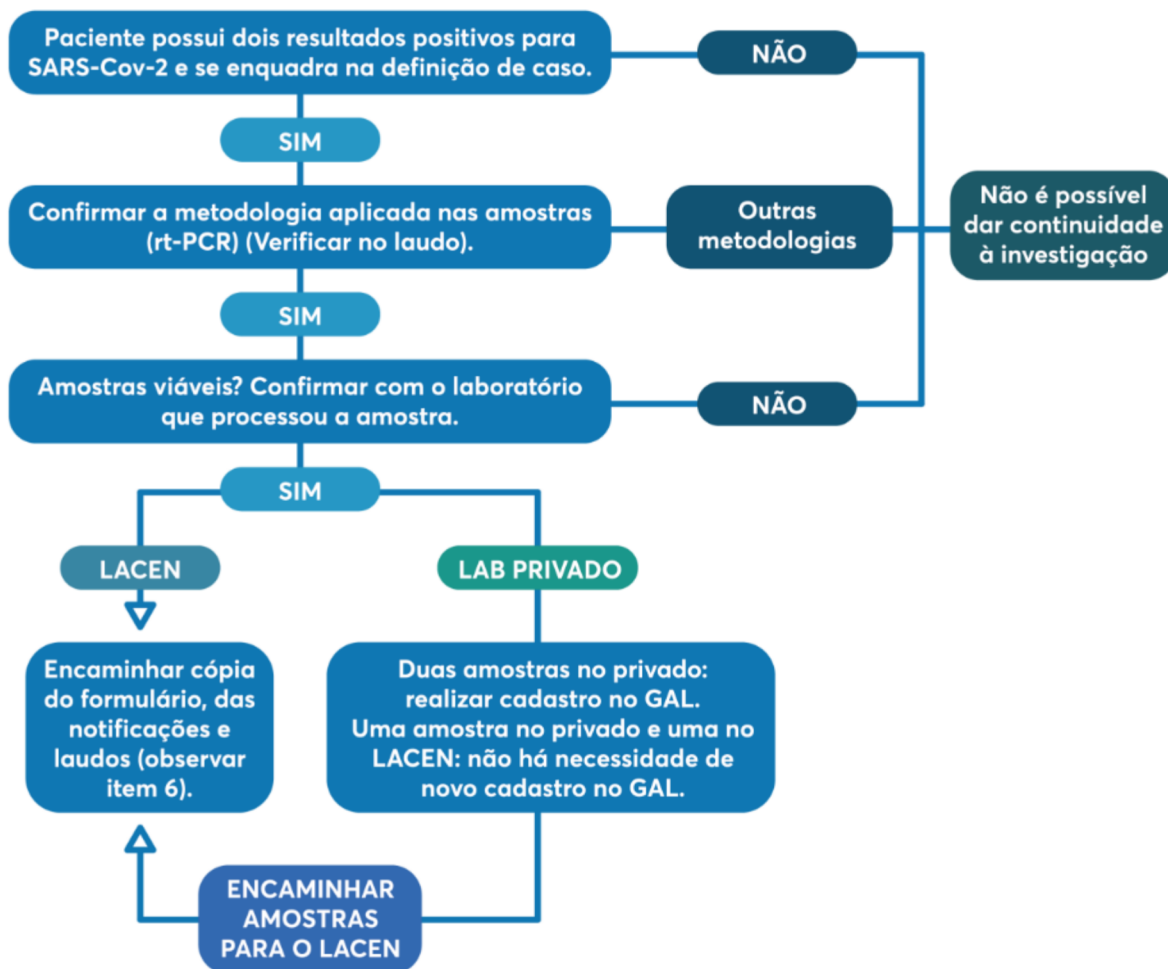 Paciente possui dois resultados positivos para
SARS-Cov-2 e se enquadra na definição de caso.
NÃO
SIM
Confirmar a metodologia aplicada nas amostras
(rt-PCR) (Verificar no laudo).
Outras
metodologias
Não é possível
dar continuidade
à investigação
SIM
Amostras viáveis? Confirmar com o laboratório
que processou a amostra.
NÃO
SIM
LACEN
LAB PRIVADO
Encaminhar cópia
do formulário, das
notificações e
laudos (observar
item 6).
Duas amostras no privado:
realizar cadastro no GAL.
Uma amostra no privado e uma no
LACEN: não há necessidade de
novo cadastro no GAL.
ENCAMINHAR
AMOSTRAS
PARA O LACEN